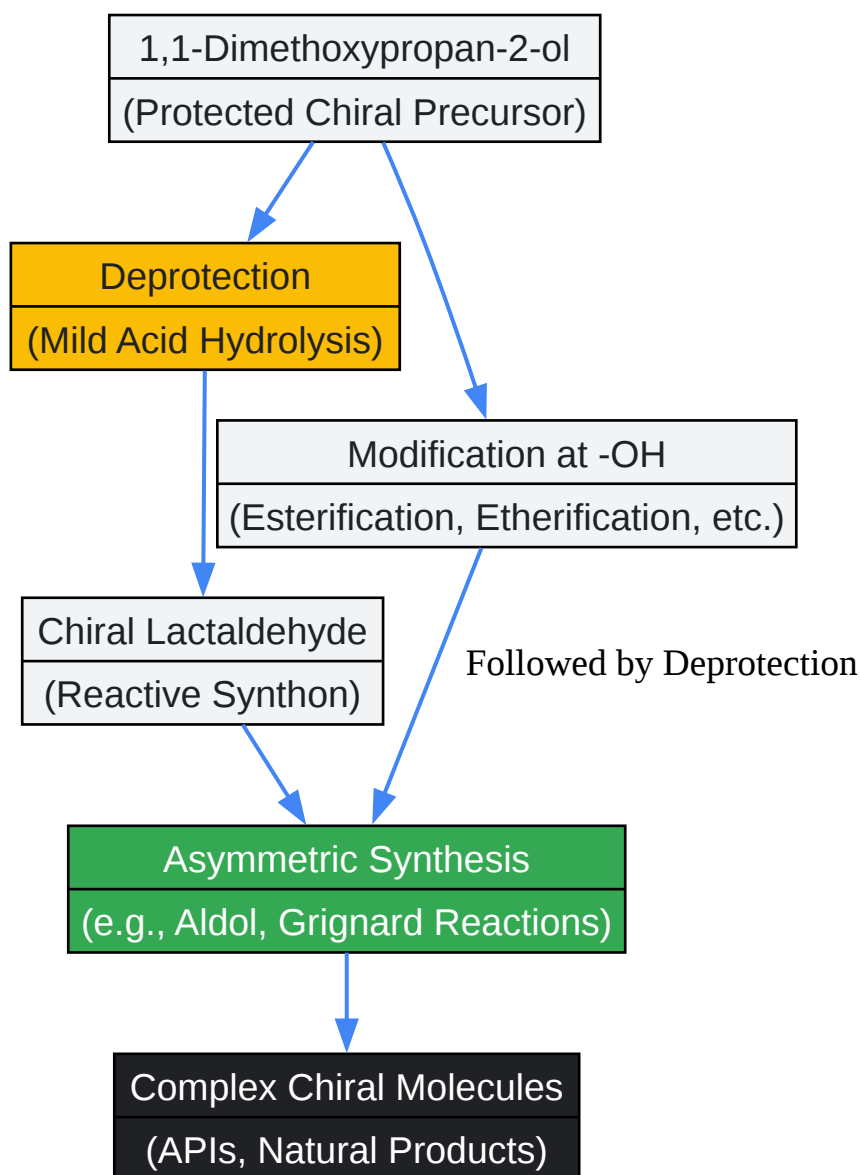 1,1-Dimethoxypropan-2-ol
(Protected Chiral Precursor)
Deprotection
(Mild Acid Hydrolysis)
Modification at -OH
(Esterification, Etherification, etc.)
Chiral Lactaldehyde
(Reactive Synthon)
Followed by Deprotection
Asymmetric Synthesis
(e.g., Aldol, Grignard Reactions)
Complex Chiral Molecules
(APIs, Natural Products)